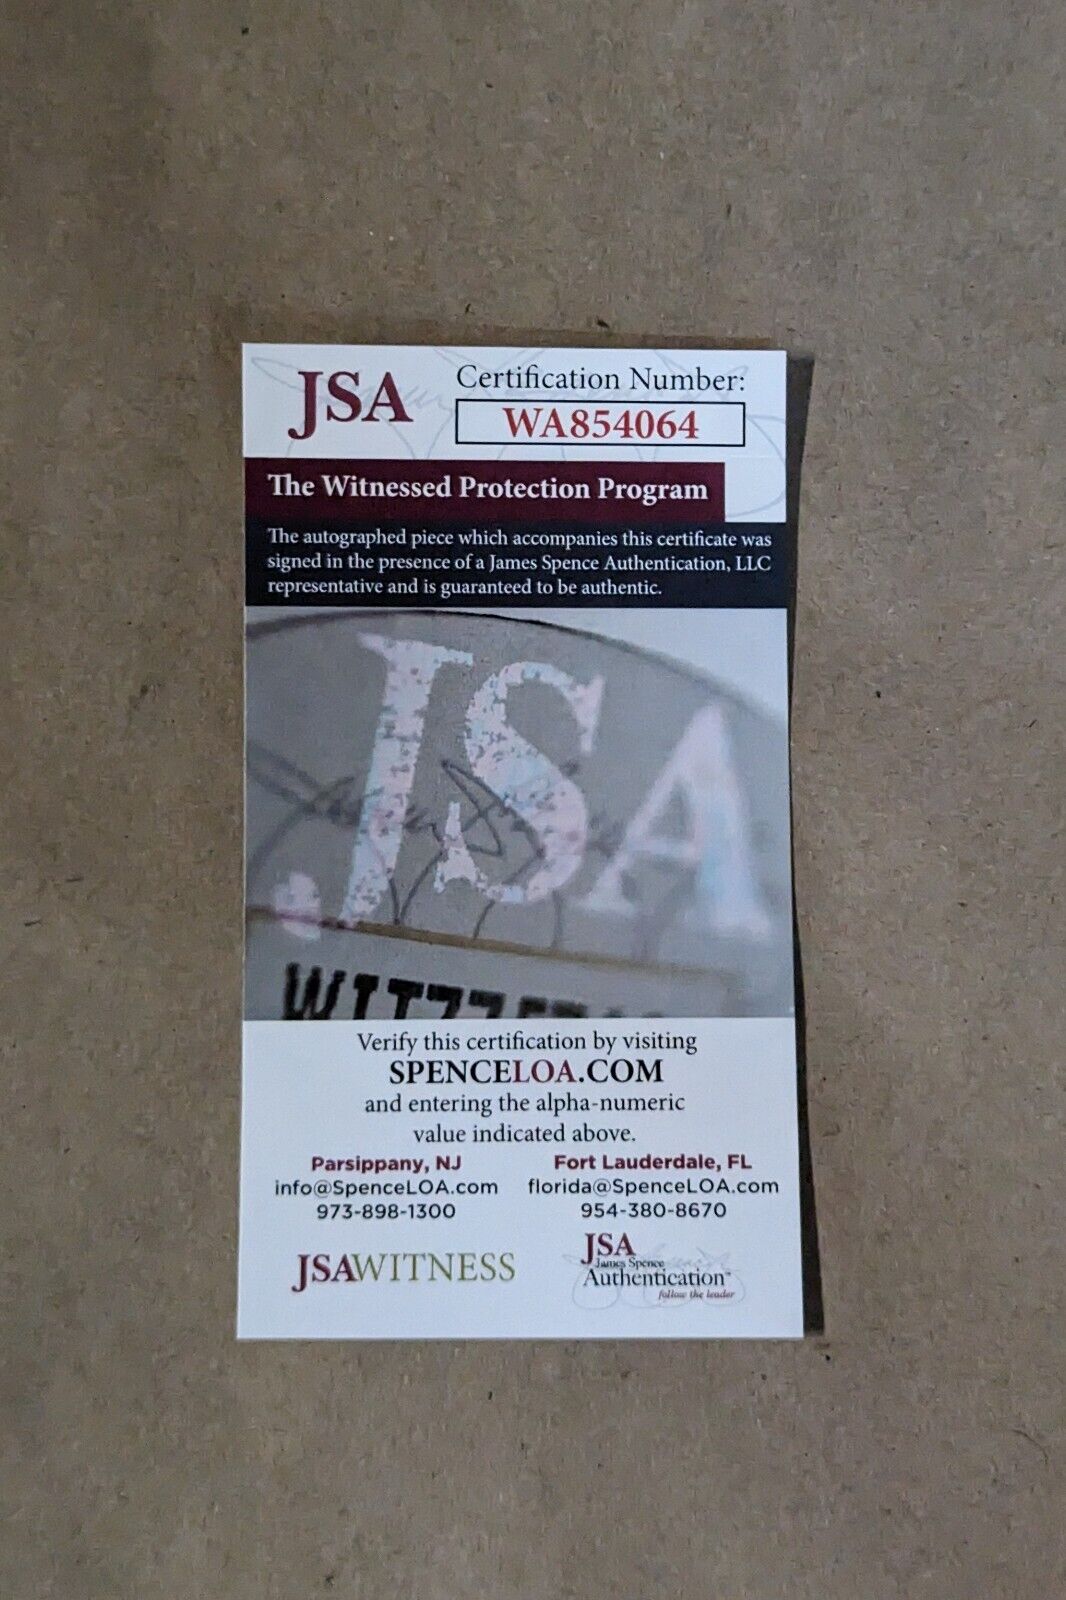 JSA
Certification Number:
WA854064
The Witnessed Protection Program
The autographed piece which accompanies this certificate was
signed in the presence of a James Spence Authentication, LLC
representative and is guaranteed to be authentic.
JSA
Verify this certification by visiting
SPENCELOA.COM
and entering the alpha-numeric
value indicated above.
Parsippany, NJ
info@SpenceLOA.com
973-898-1300
Fort Lauderdale, FL
florida@SpenceLOA.com
954-380-8670
JSAWITNESS
JSA
James Spence
Authentication™
follow the leader